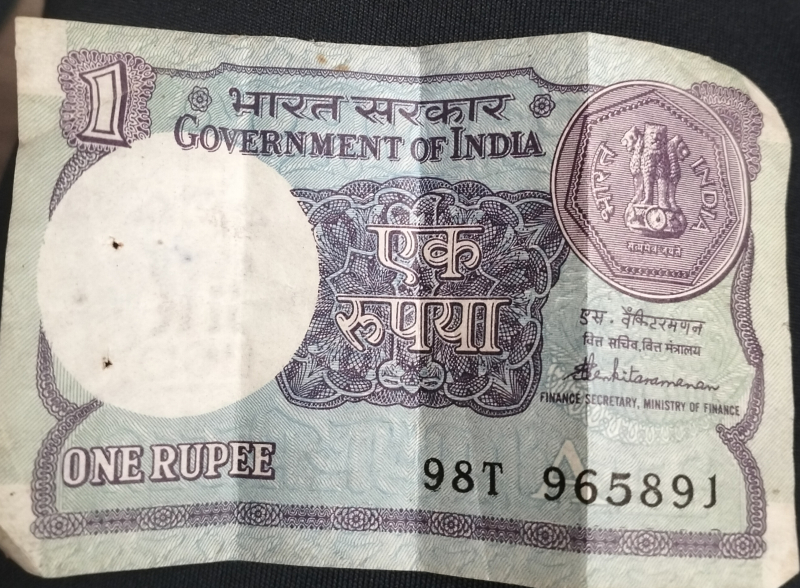 1
भारत सरकार
GOVERNMENT OF INDIA
भारत INDIA
सत्यमेव जयते
एक
रुपया
एस. वेंकिटरमणन
वित्त सचिव, वित्त मंत्रालय
S Venkitaramanan
FINANCE SECRETARY, MINISTRY OF FINANCE
ONE RUPEE
98T 965891